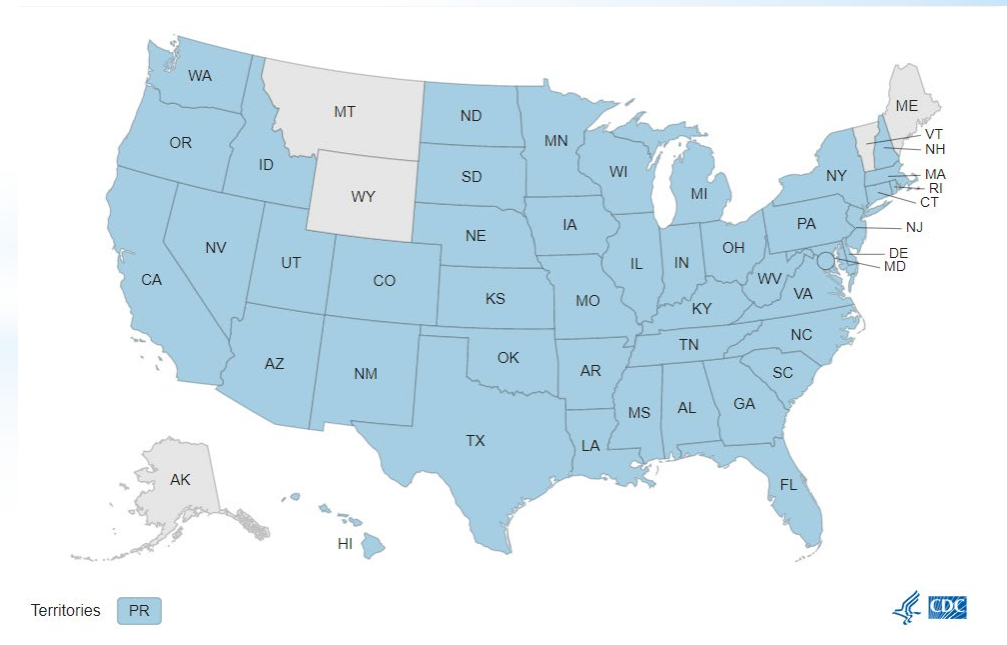 WA
MT
ND
MN
ME
VT
NH
OR
ID
SD
WI
MI
NY
MA
RI
CT
WY
NE
IA
PA
NJ
NV
UT
CO
IL
IN
OH
DE
MD
CA
KS
MO
WV
VA
KY
AZ
NM
OK
AR
TN
NC
SC
TX
LA
MS
AL
GA
FL
AK
HI
Territories PR
CDC